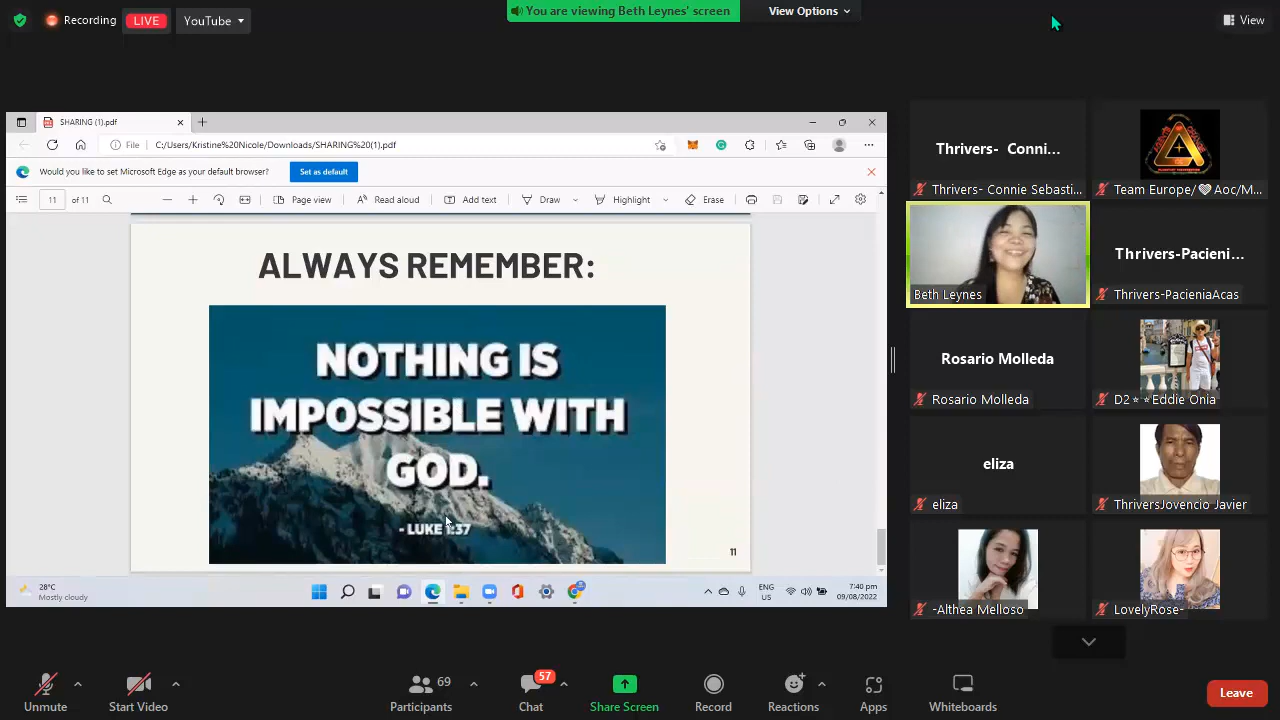 Recording
LIVE
YouTube
You are viewing Beth Leynes' screen
View Options
View
SHARING (1).pdf
File
C:/Users/Kristine%20Nicole/Downloads/SHARING%20(1).pdf
Would you like to set Microsoft Edge as your default browser?
Set as default
11 of 11
Page view
Read aloud
Add text
Draw
Highlight
Erase
ALWAYS REMEMBER:
NOTHING IS
IMPOSSIBLE WITH
GOD.
- LUKE 1:37
11
28°C
Mostly cloudy
ENG
US
7:40 pm
09/08/2022
Thrivers- Conni...
Thrivers- Connie Sebasti...
Team Europe/🤍Aoc/M...
Beth Leynes
Thrivers-Pacieni...
Thrivers-PacieniaAcas
Rosario Molleda
Rosario Molleda
D2⭑⭑Eddie Onia
eliza
eliza
ThriversJovencio Javier
-Althea Melloso
LovelyRose-
Unmute
Start Video
Participants
69
Chat
57
Share Screen
Record
Reactions
Apps
Whiteboards
Leave